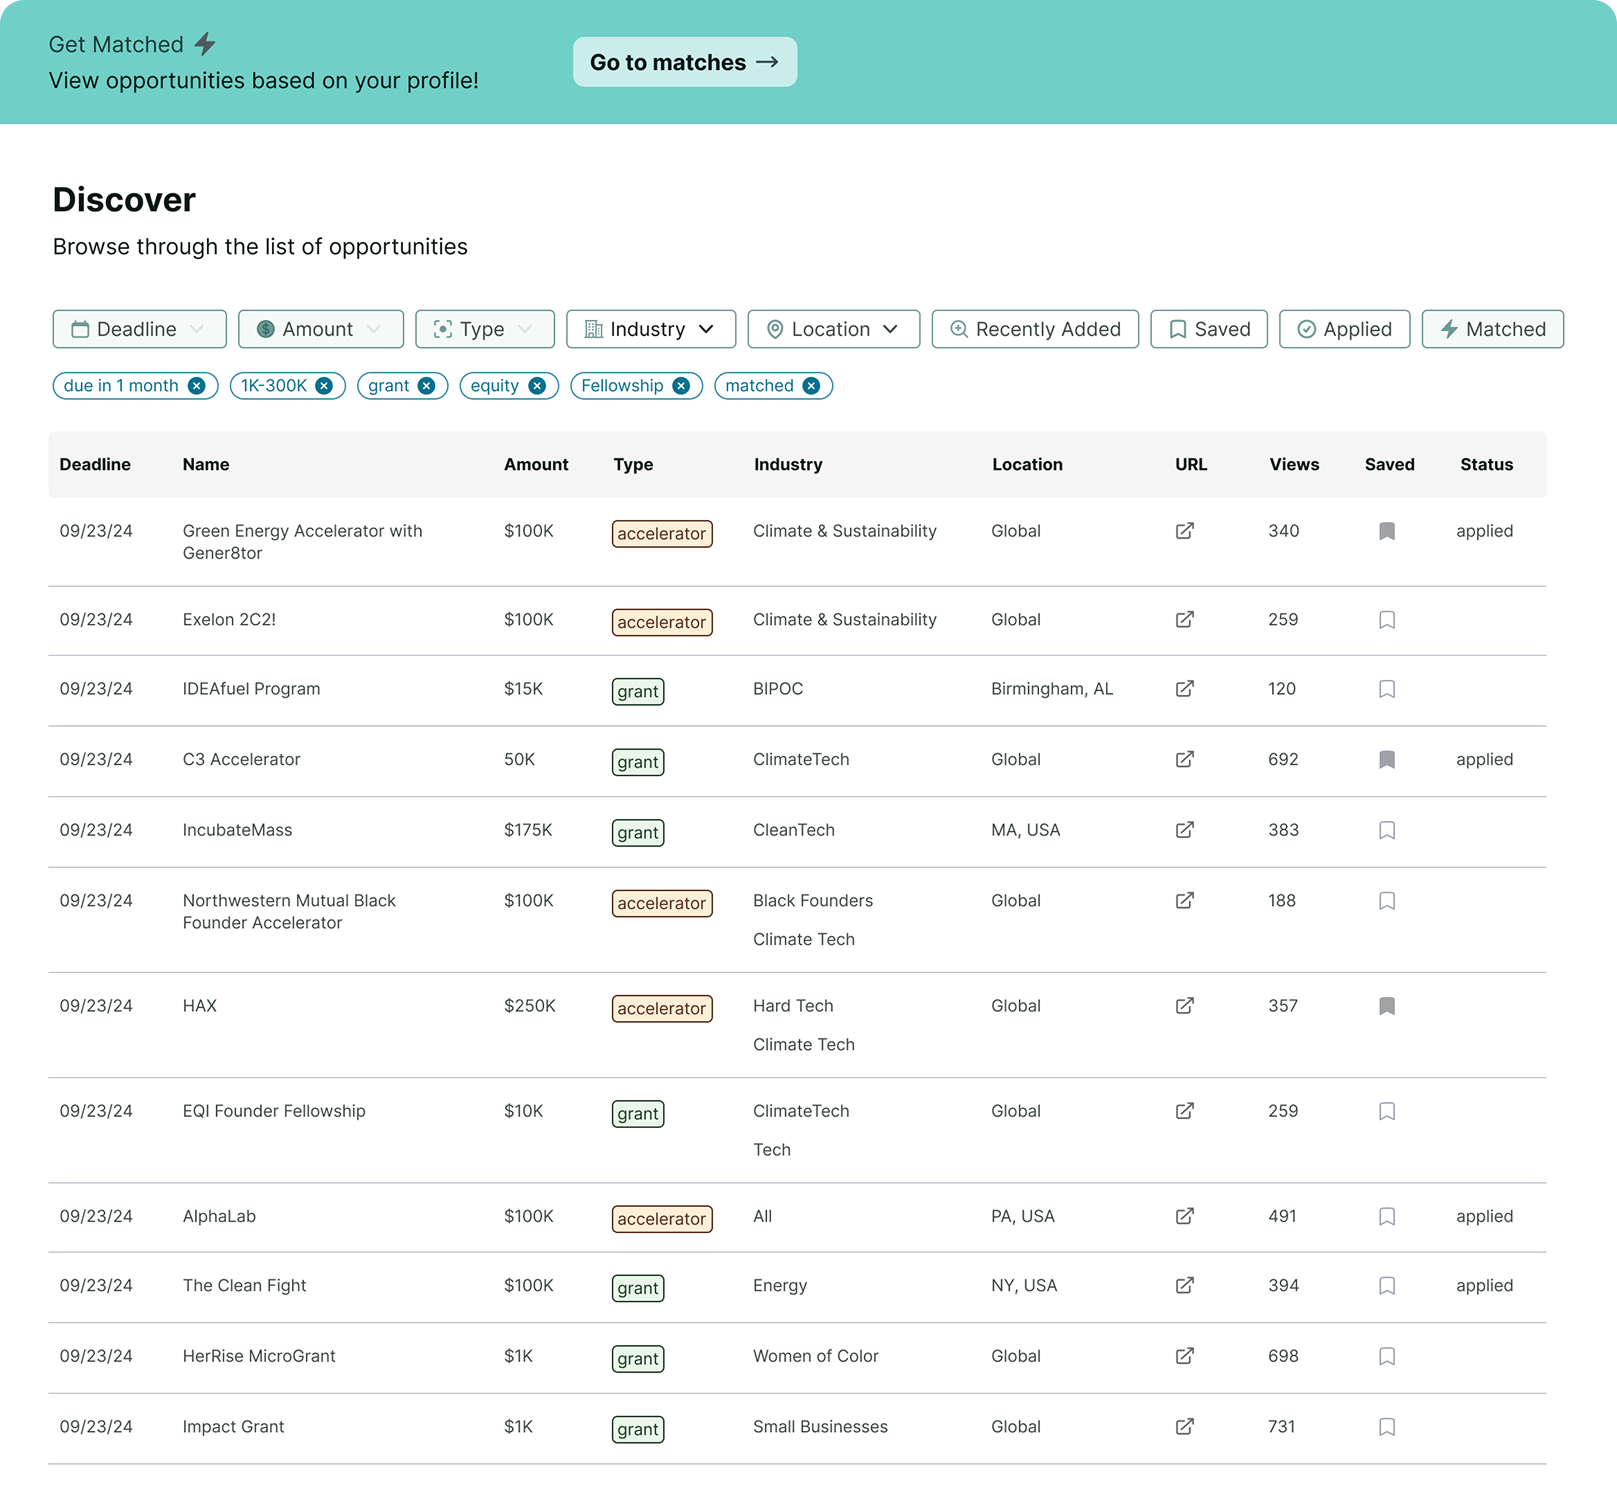 Get Matched
View opportunities based on your profile!
Go to matches
Discover
Browse through the list of opportunities
Deadline Amount Type Industry Location Recently Added Saved Applied Matched
due in 1 month 1K-300K grant equity Fellowship matched
Deadline Name Amount Type Industry Location URL Views Saved Status
09/23/24 Green Energy Accelerator with $100K accelerator Climate & Sustainability Global 340 applied
Gener8tor
09/23/24 Exelon 2C2! $100K accelerator Climate & Sustainability Global 259
09/23/24 IDEAfuel Program $15K grant BIPOC Birmingham, AL 120
09/23/24 C3 Accelerator 50K grant ClimateTech Global 692 applied
09/23/24 IncubateMass $175K grant CleanTech MA, USA 383
09/23/24 Northwestern Mutual Black $100K accelerator Black Founders Global 188
Founder Accelerator
Climate Tech
09/23/24 HAX $250K accelerator Hard Tech Global 357
Climate Tech
09/23/24 EQI Founder Fellowship $10K grant ClimateTech Global 259
Tech
09/23/24 AlphaLab $100K accelerator All PA, USA 491 applied
09/23/24 The Clean Fight $100K grant Energy NY, USA 394 applied
09/23/24 HerRise MicroGrant $1K grant Women of Color Global 698
09/23/24 Impact Grant $1K grant Small Businesses Global 731